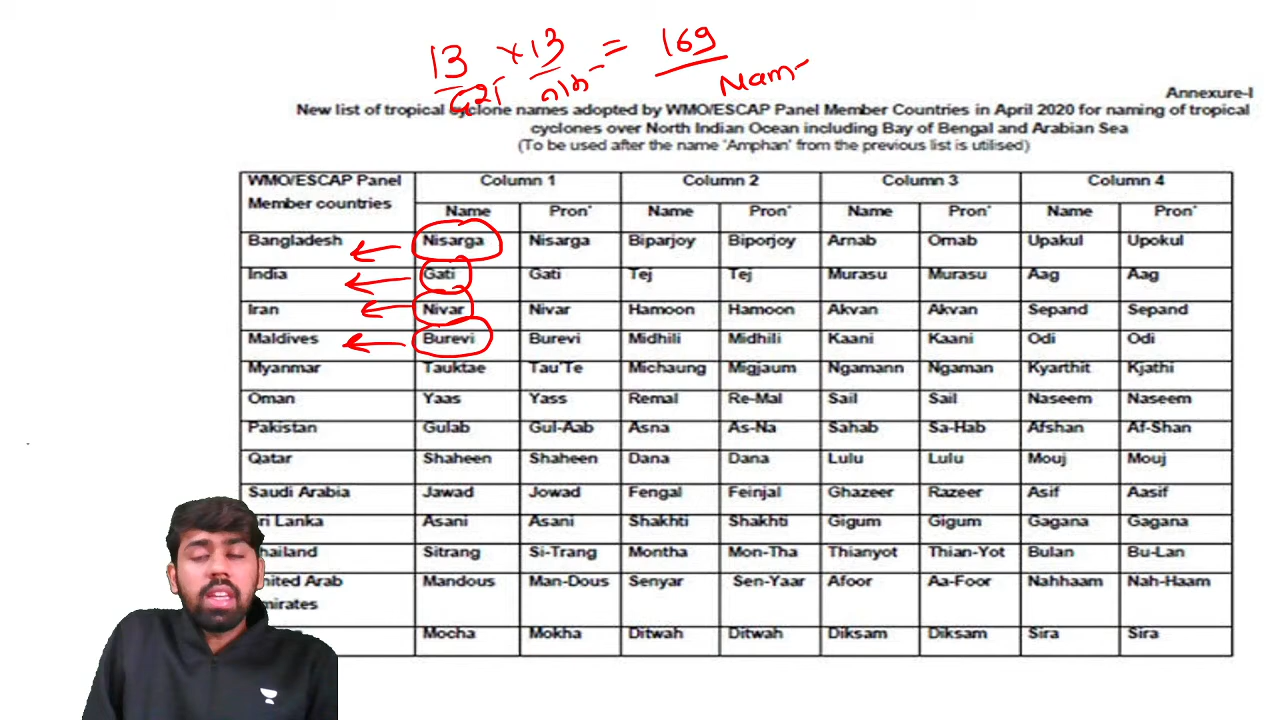 13 × 13 = 169
Nam
Annexure-I
New list of tropical cyclone names adopted by WMO/ESCAP Panel Member Countries in April 2020 for naming of tropical
cyclones over North Indian Ocean including Bay of Bengal and Arabian Sea
(To be used after the name 'Amphan' from the previous list is utilised)
WMO/ESCAP Panel Column 1 Column 2 Column 3 Column 4
Member countries
Name Pron* Name Pron* Name Pron* Name Pron*
Bangladesh Nisarga Nisarga Biparjoy Biporjoy Arnab Ornab Upakul Upokul
India Gati Gati Tej Tej Murasu Murasu Aag Aag
Iran Nivar Nivar Hamoon Hamoon Akvan Akvan Sepand Sepand
Maldives Burevi Burevi Midhili Midhili Kaani Kaani Odi Odi
Myanmar Tauktae Tau'Te Michaung Migjaum Ngamann Ngaman Kyarthit Kjathi
Oman Yaas Yass Remal Re-Mal Sail Sail Naseem Naseem
Pakistan Gulab Gul-Aab Asna As-Na Sahab Sa-Hab Afshan Af-Shan
Qatar Shaheen Shaheen Dana Dana Lulu Lulu Mouj Mouj
Saudi Arabia Jawad Jowad Fengal Feinjal Ghazeer Razeer Asif Aasif
Sri Lanka Asani Asani Shakhti Shakhti Gigum Gigum Gagana Gagana
Thailand Sitrang Si-Trang Montha Mon-Tha Thianyot Thian-Yot Bulan Bu-Lan
United Arab Mandous Man-Dous Senyar Sen-Yaar Afoor Aa-Foor Nahhaam Nah-Haam
Emirates
Mocha Mokha Ditwah Ditwah Diksam Diksam Sira Sira